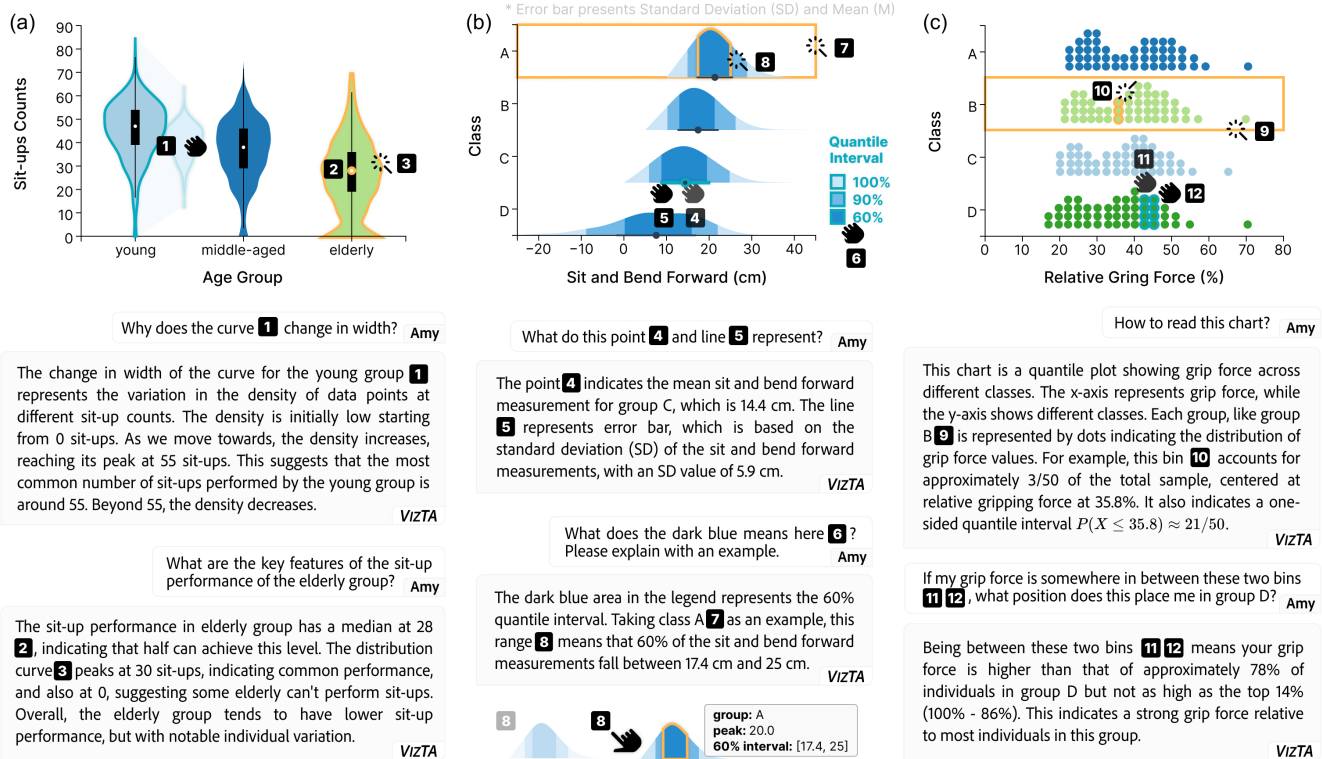 * Error bar presents Standard Deviation (SD) and Mean (M)
(a)
90
80
70
60
50
40
30
20
10
0
Sit-ups Counts
1
2
3
young
middle-aged
elderly
Age Group
Why does the curve 1 change in width?
Amy
The change in width of the curve for the young group 1
represents the variation in the density of data points at
different sit-up counts. The density is initially low starting
from 0 sit-ups. As we move towards, the density increases,
reaching its peak at 55 sit-ups. This suggests that the most
common number of sit-ups performed by the young group is
around 55. Beyond 55, the density decreases.
VIZTA
What are the key features of the sit-up
performance of the elderly group?
Amy
The sit-up performance in elderly group has a median at 28
2, indicating that half can achieve this level. The distribution
curve 3 peaks at 30 sit-ups, indicating common performance,
and also at 0, suggesting some elderly can't perform sit-ups.
Overall, the elderly group tends to have lower sit-up
performance, but with notable individual variation.
VIZTA
(b)
A
B
C
D
Class
7
8
5
4
Quantile
Interval
100%
90%
60%
6
−20
−10
0
10
20
30
40
Sit and Bend Forward (cm)
What do this point 4 and line 5 represent?
Amy
The point 4 indicates the mean sit and bend forward
measurement for group C, which is 14.4 cm. The line
5 represents error bar, which is based on the
standard deviation (SD) of the sit and bend forward
measurements, with an SD value of 5.9 cm.
VIZTA
What does the dark blue means here 6 ?
Please explain with an example.
Amy
The dark blue area in the legend represents the 60%
quantile interval. Taking class A 7 as an example, this
range 8 means that 60% of the sit and bend forward
measurements fall between 17.4 cm and 25 cm.
VIZTA
8
8
group: A
peak: 20.0
60% interval: [17.4, 25]
(c)
A
B
C
D
Class
10
9
11
12
0
10
20
30
40
50
60
70
80
Relative Gring Force (%)
How to read this chart?
Amy
This chart is a quantile plot showing grip force across
different classes. The x-axis represents grip force, while
the y-axis shows different classes. Each group, like group
B 9 is represented by dots indicating the distribution of
grip force values. For example, this bin 10 accounts for
approximately 3/50 of the total sample, centered at
relative gripping force at 35.8%. It also indicates a one-
sided quantile interval P(X ≤ 35.8) ≈ 21/50.
VIZTA
If my grip force is somewhere in between these two bins
11 12 , what position does this place me in group D?
Amy
Being between these two bins 11 12 means your grip
force is higher than that of approximately 78% of
individuals in group D but not as high as the top 14%
(100% - 86%). This indicates a strong grip force relative
to most individuals in this group.
VIZTA